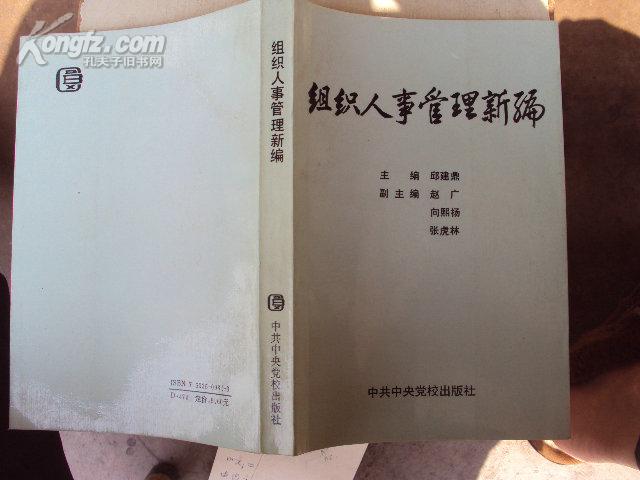 Kongfz.com
孔夫子旧书网
组织人事管理新编
中共中央党校出版社
组织人事管理新编
主 编 邱建鼎
副主编 赵 广
向熙扬
张虎林
中共中央党校出版社